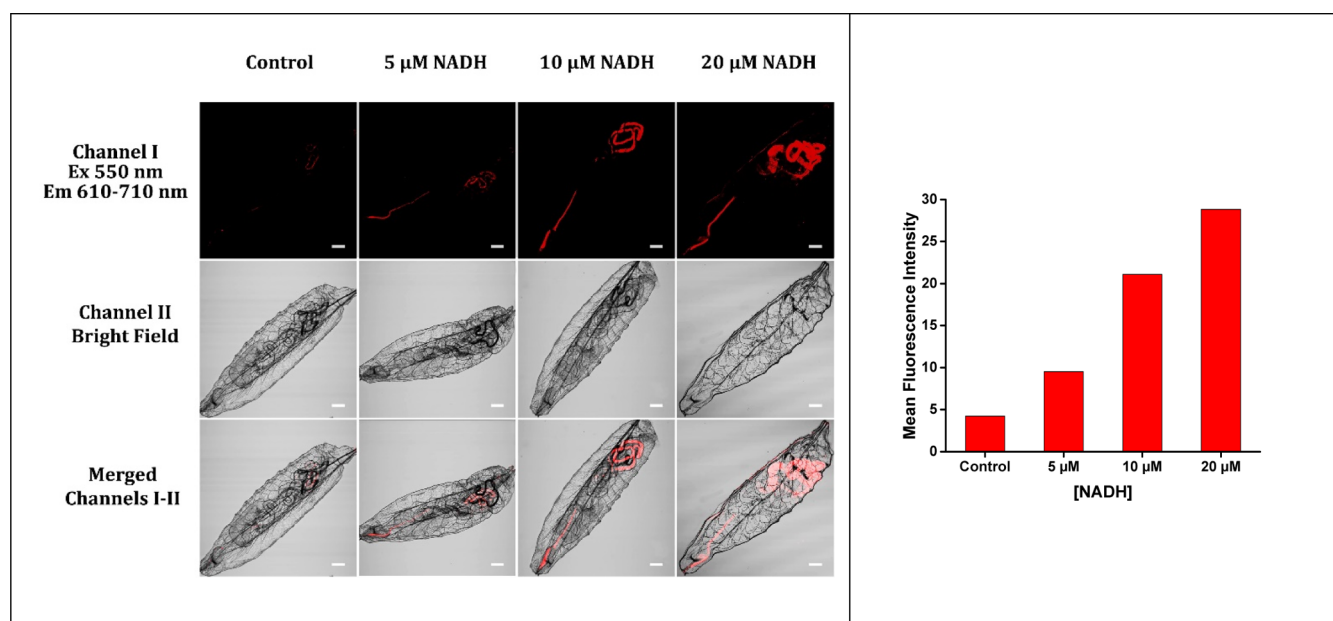 Control 5 µM NADH 10 µM NADH 20 µM NADH
Channel I
Ex 550 nm
Em 610-710 nm
Channel II
Bright Field
Merged
Channels I-II
Mean Fluorescence Intensity
30
25
20
15
10
5
0
Control 5 µM 10 µM 20 µM
[NADH]